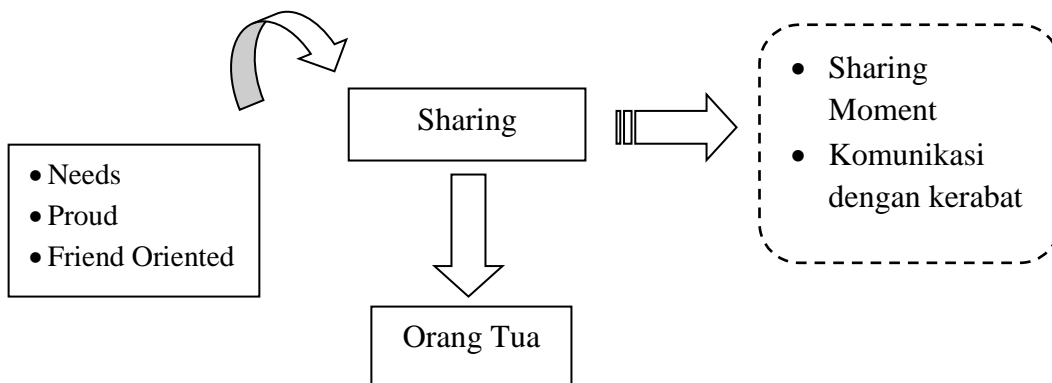 • Needs
• Proud
• Friend Oriented
Sharing
Orang Tua
• Sharing
Moment
• Komunikasi
dengan kerabat